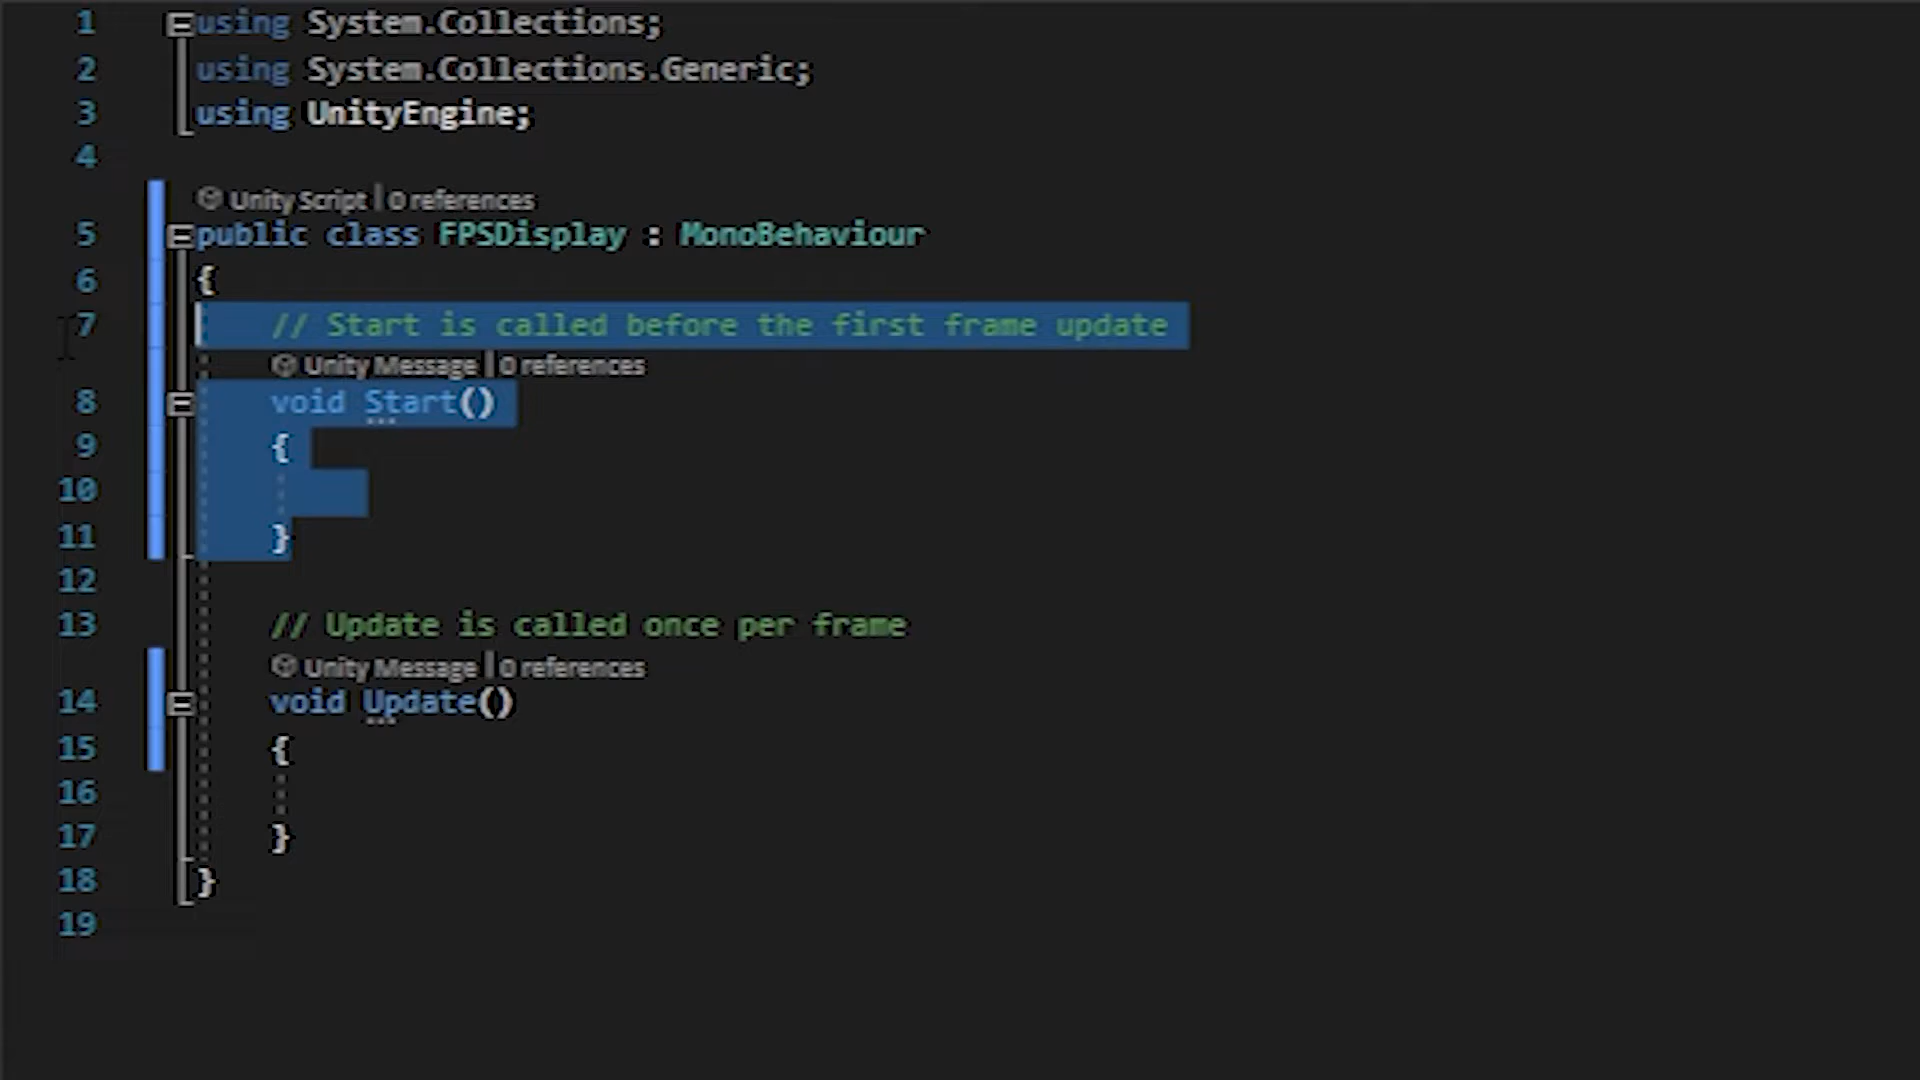 1 using System.Collections;
2 using System.Collections.Generic;
3 using UnityEngine;
4
Unity Script | 0 references
5 public class FPSDisplay : MonoBehaviour
6 {
7 // Start is called before the first frame update
Unity Message | 0 references
8 void Start()
9 {
10
11 }
12
13 // Update is called once per frame
Unity Message | 0 references
14 void Update()
15 {
16
17 }
18 }
19